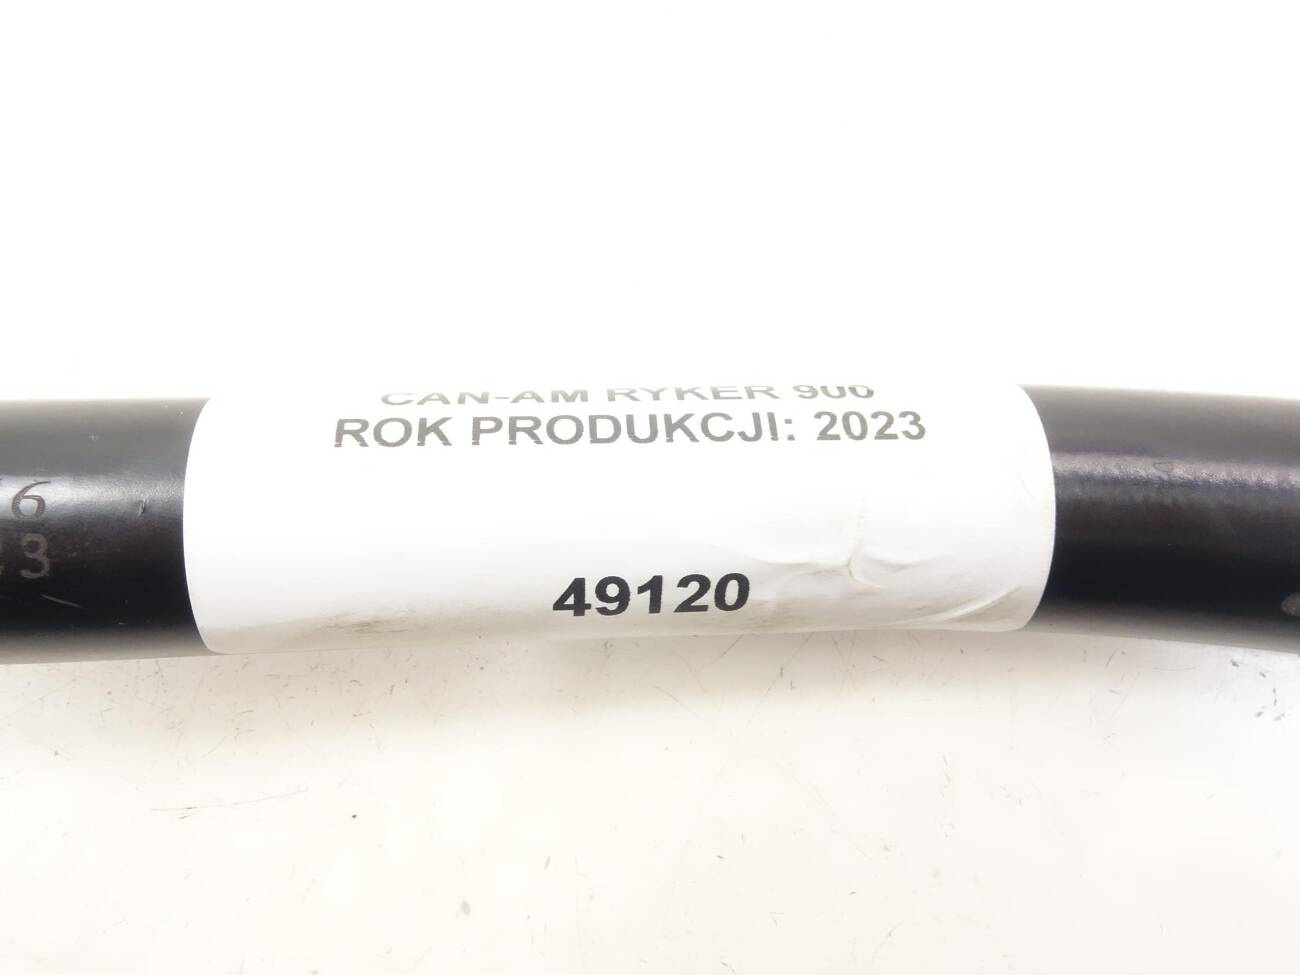 CAN-AM RYKER 900
ROK PRODUKCJI: 2023
49120